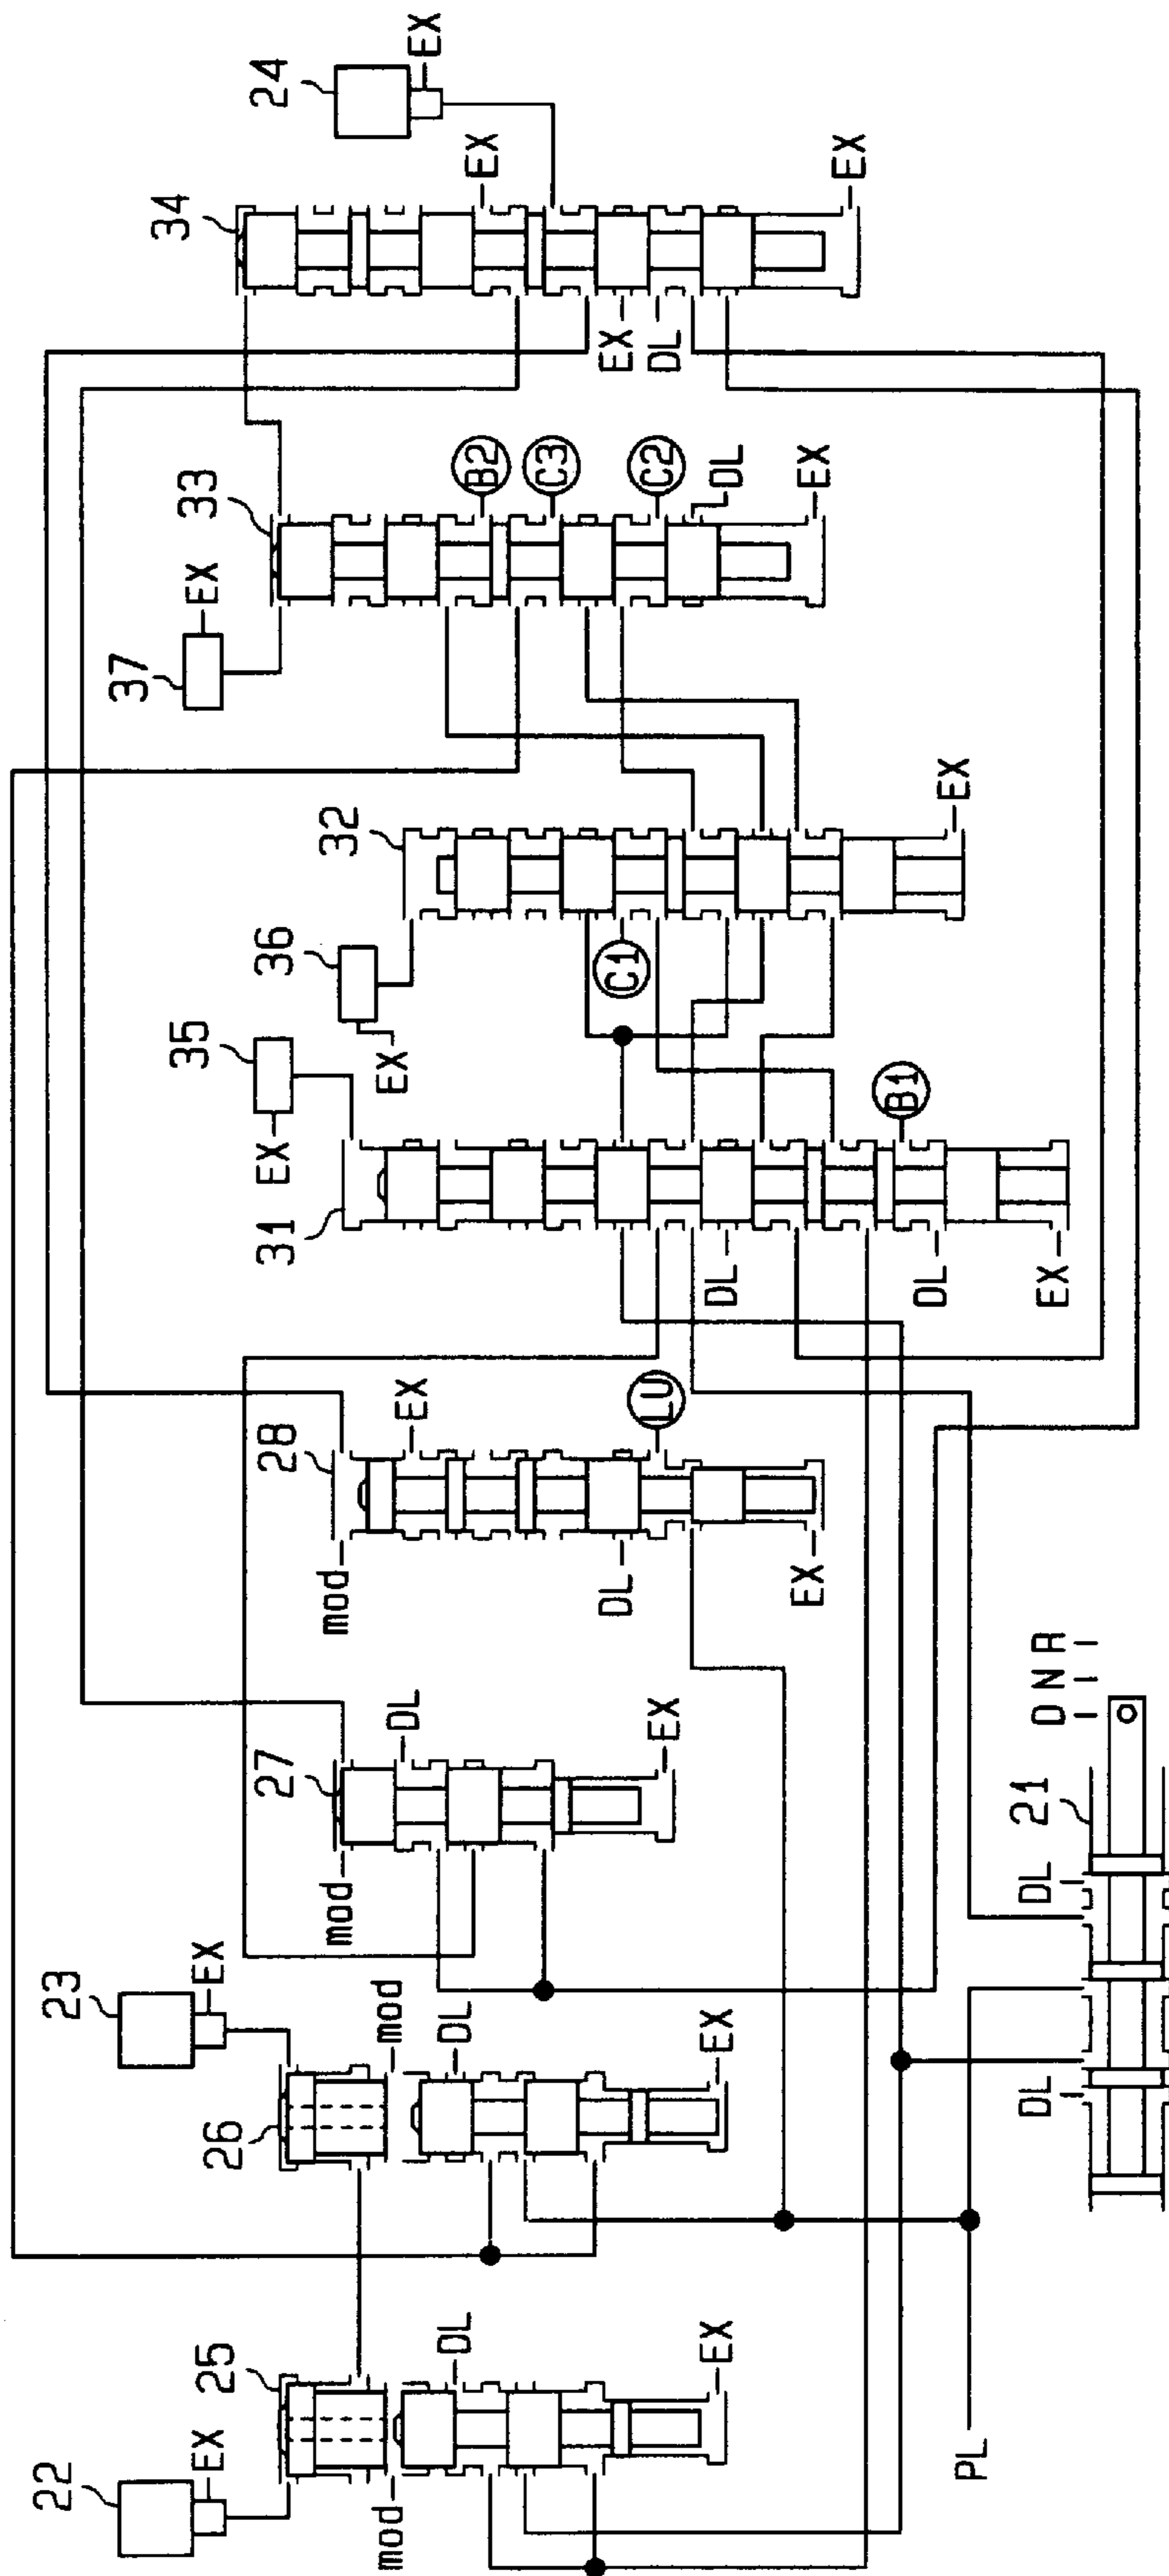 22
EX
25
mod
DL
EX
23
EX
26
mod
DL
EX
27
mod
DL
EX
28
mod
EX
DL
LU
EX
35
EX
31
DL
B1
DL
EX
36
EX
32
C1
EX
37
EX
33
B2
C3
C2
DL
EX
34
24
EX
EX
EX
DL
EX
PL
DL
DL
21
D N R